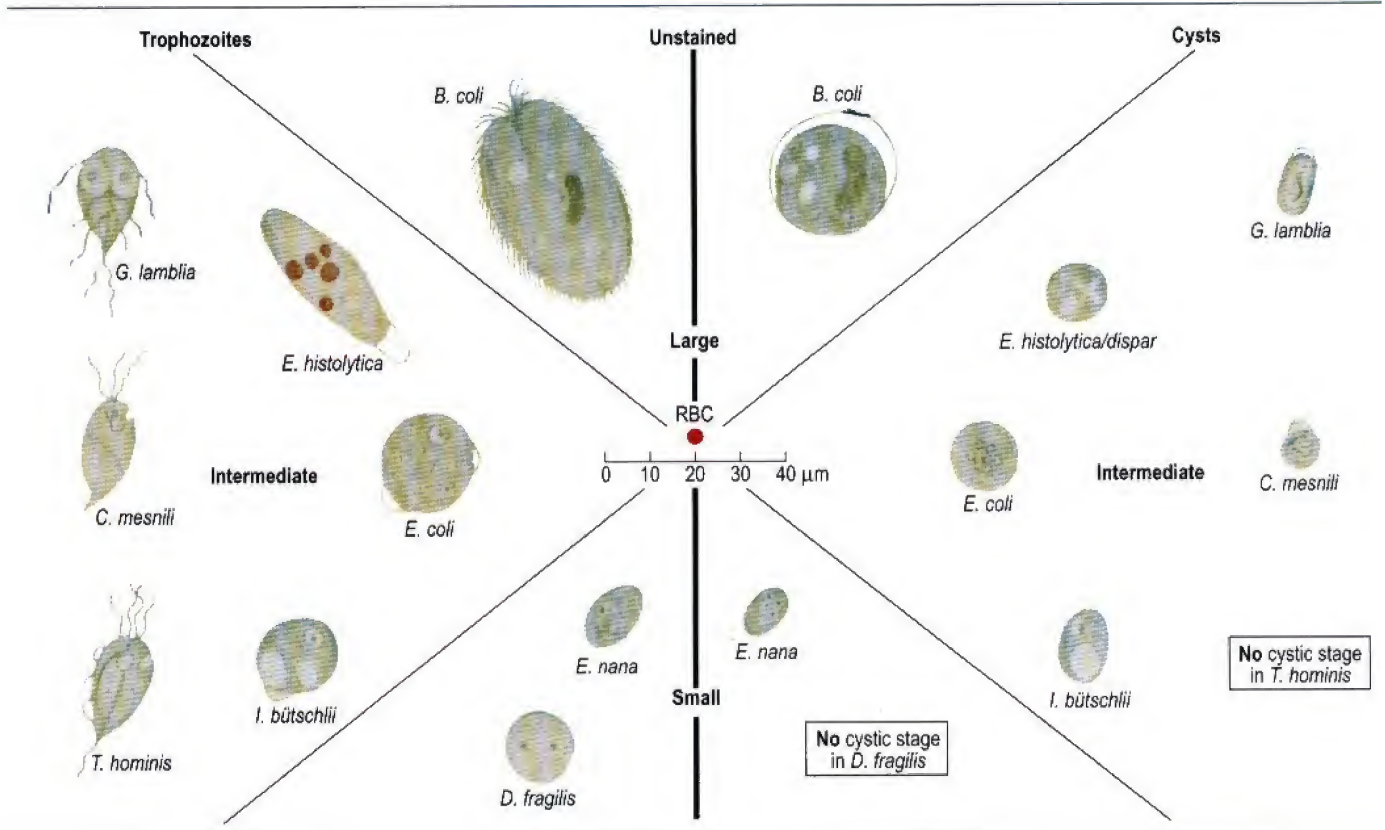 Trophozoites
Unstained
Cysts
B. coli
B. coli
G. lamblia
G. lamblia
E. histolytica
E. histolytica/dispar
Large
RBC
0 10 20 30 40 μm
Intermediate
Intermediate
C. mesnili
E. coli
E. coli
C. mesnili
E. nana
E. nana
I. bütschlii
I. bütschlii
No cystic stage
in T. hominis
Small
T. hominis
D. fragilis
No cystic stage
in D. fragilis